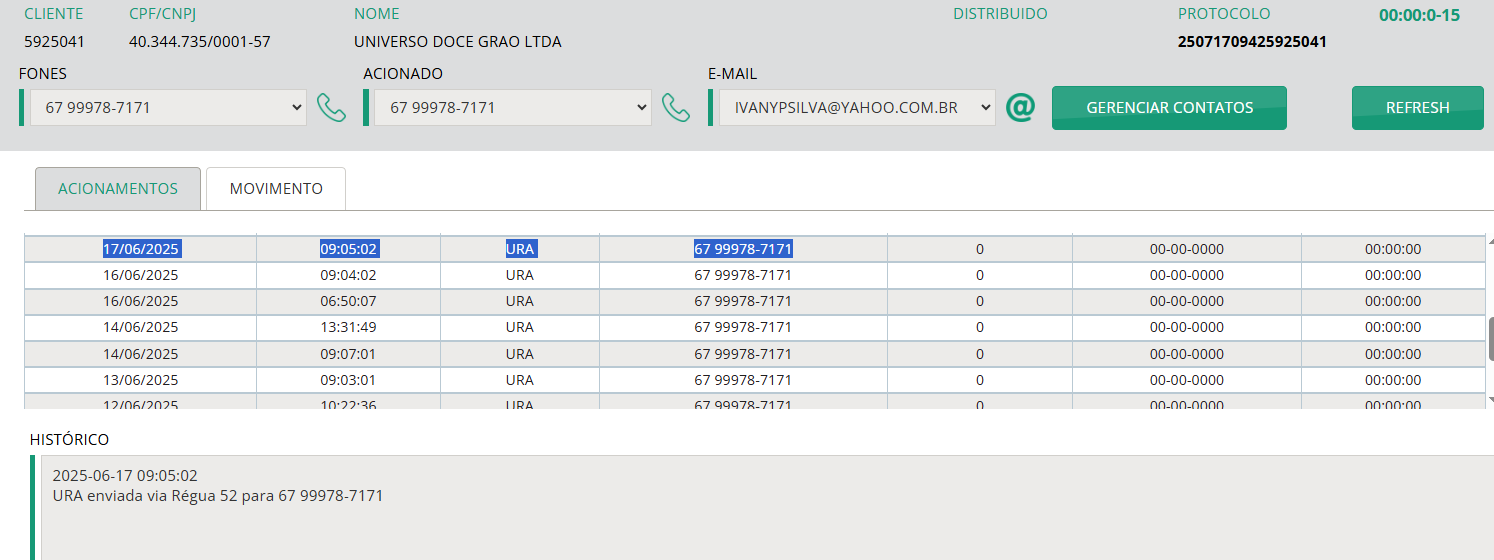 CLIENTE CPF/CNPJ NOME DISTRIBUIDO PROTOCOLO 00:00:0-15
5925041 40.344.735/0001-57 UNIVERSO DOCE GRAO LTDA 25071709425925041
FONES ACIONADO E-MAIL
67 99978-7171 67 99978-7171 IVANYPSILVA@YAHOO.COM.BR @ GERENCIAR CONTATOS REFRESH
ACIONAMENTOS MOVIMENTO
17/06/2025 09:05:02 URA 67 99978-7171 0 00-00-0000 00:00:00
16/06/2025 09:04:02 URA 67 99978-7171 0 00-00-0000 00:00:00
16/06/2025 06:50:07 URA 67 99978-7171 0 00-00-0000 00:00:00
14/06/2025 13:31:49 URA 67 99978-7171 0 00-00-0000 00:00:00
14/06/2025 09:07:01 URA 67 99978-7171 0 00-00-0000 00:00:00
13/06/2025 09:03:01 URA 67 99978-7171 0 00-00-0000 00:00:00
12/06/2025 10:22:36 URA 67 99978-7171 0 00-00-0000 00:00:00
HISTÓRICO
2025-06-17 09:05:02
URA enviada via Régua 52 para 67 99978-7171